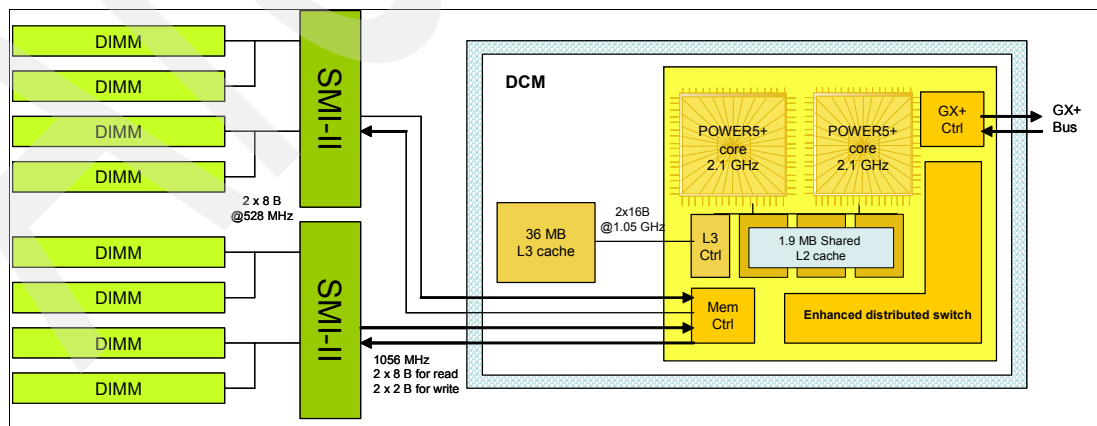 DIMM
DIMM
DIMM
DIMM
2 x 8 B
@528 MHz
DIMM
DIMM
DIMM
DIMM
SMI-II
SMI-II
1056 MHz
2 x 8 B for read
2 x 2 B for write
DCM
36 MB
L3 cache
2x16B
@1.05 GHz
POWER5+
core
2.1 GHz
POWER5+
core
2.1 GHz
GX+
Ctrl
GX+
Bus
L3
Ctrl
1.9 MB Shared
L2 cache
Mem
Ctrl
Enhanced distributed switch